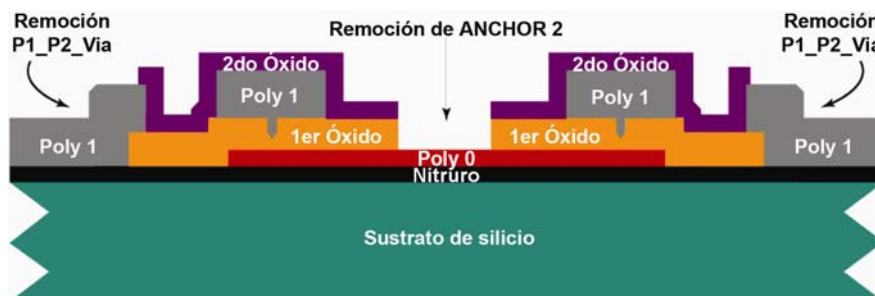 Remoción
P1_P2_Via
Remoción de ANCHOR 2
Remoción
P1_P2_Via
2do Óxido
2do Óxido
Poly 1
Poly 1
1er Óxido
1er Óxido
Poly 1
Poly 1
Poly 0
Nitruro
Sustrato de silicio